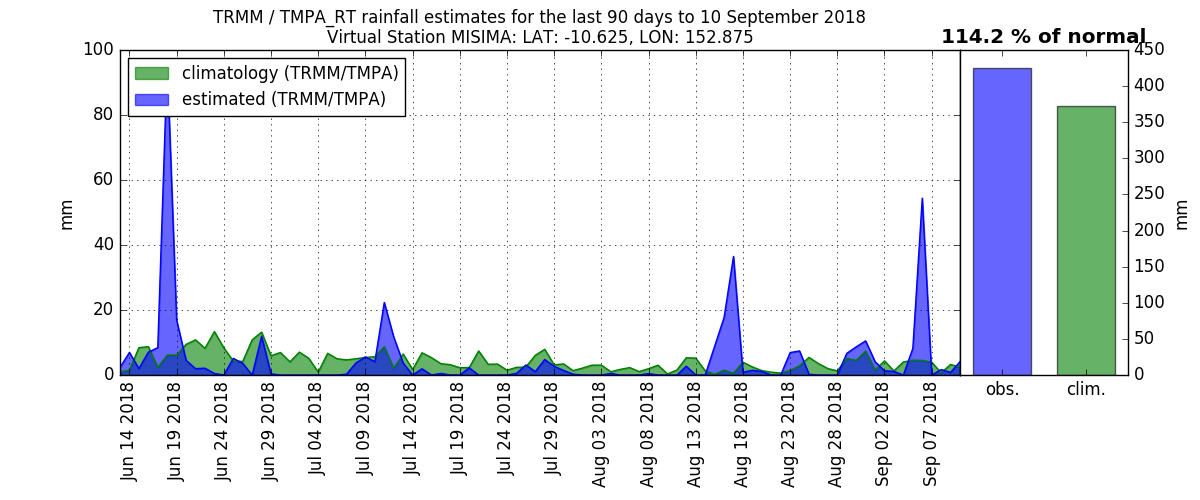 TRMM / TMPA_RT rainfall estimates for the last 90 days to 10 September 2018
Virtual Station MISIMA: LAT: -10.625, LON: 152.875
114.2 % of normal
climatology (TRMM/TMPA)
estimated (TRMM/TMPA)
100
80
60
40
20
0
mm
Jun 14 2018
Jun 19 2018
Jun 24 2018
Jun 29 2018
Jul 04 2018
Jul 09 2018
Jul 14 2018
Jul 19 2018
Jul 24 2018
Jul 29 2018
Aug 03 2018
Aug 08 2018
Aug 13 2018
Aug 18 2018
Aug 23 2018
Aug 28 2018
Sep 02 2018
Sep 07 2018
450
400
350
300
250
200
150
100
50
0
mm
obs.
clim.